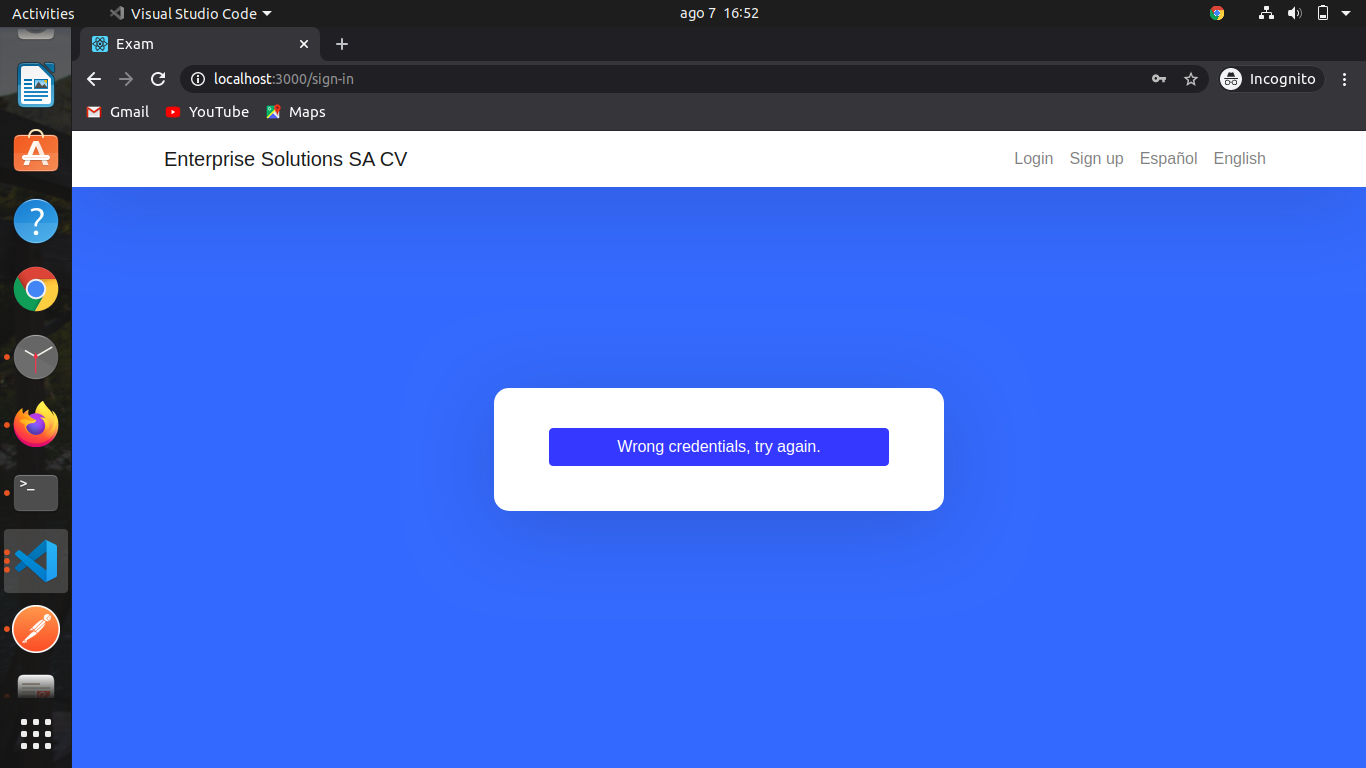 Activities Visual Studio Code ago 7 16:52
Exam
localhost:3000/sign-in Incognito
Gmail YouTube Maps
Enterprise Solutions SA CV Login Sign up Español English
Wrong credentials, try again.